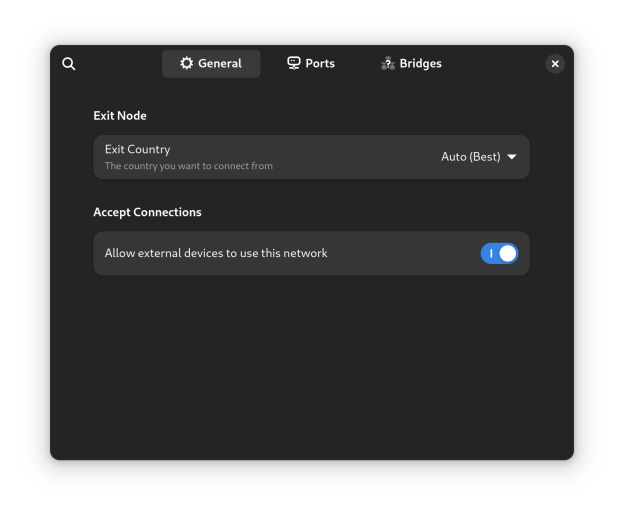 General
Ports
Bridges
Exit Node
Exit Country
The country you want to connect from
Auto (Best)
Accept Connections
Allow external devices to use this network